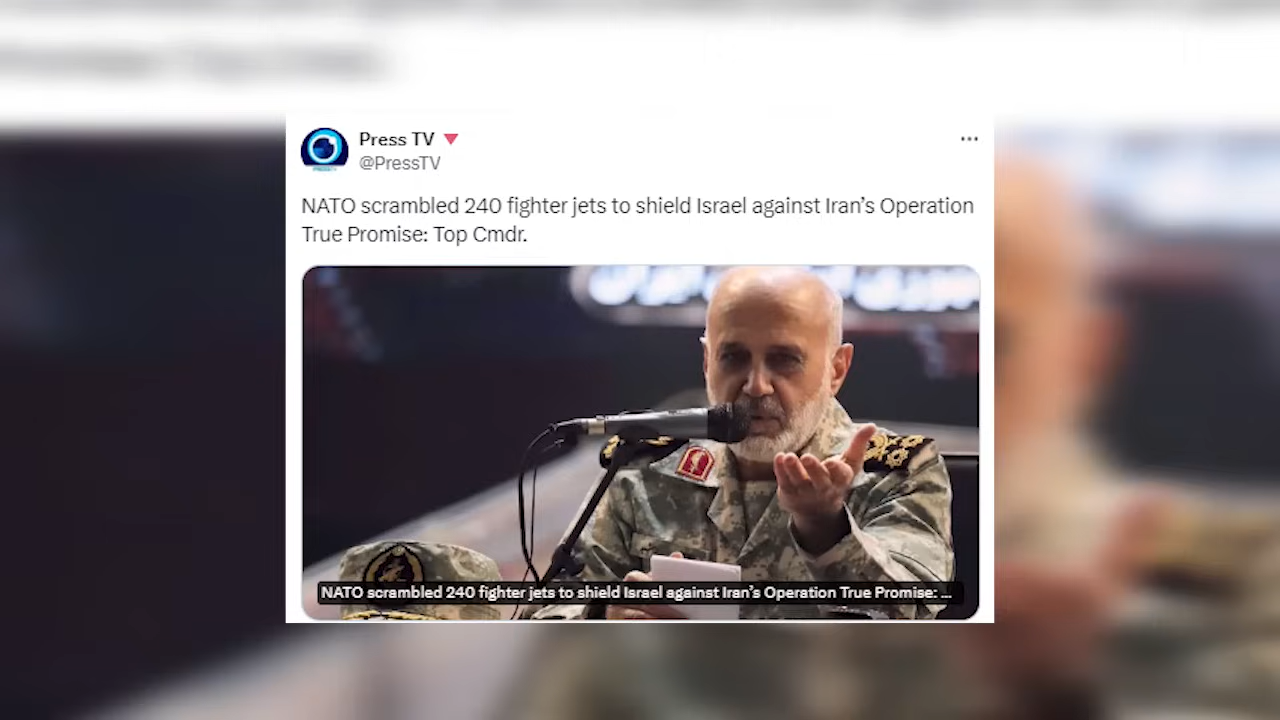 Press TV
@PressTV
NATO scrambled 240 fighter jets to shield Israel against Iran’s Operation
True Promise: Top Cmdr.
NATO scrambled 240 fighter jets to shield Israel against Iran’s Operation True Promise: ...